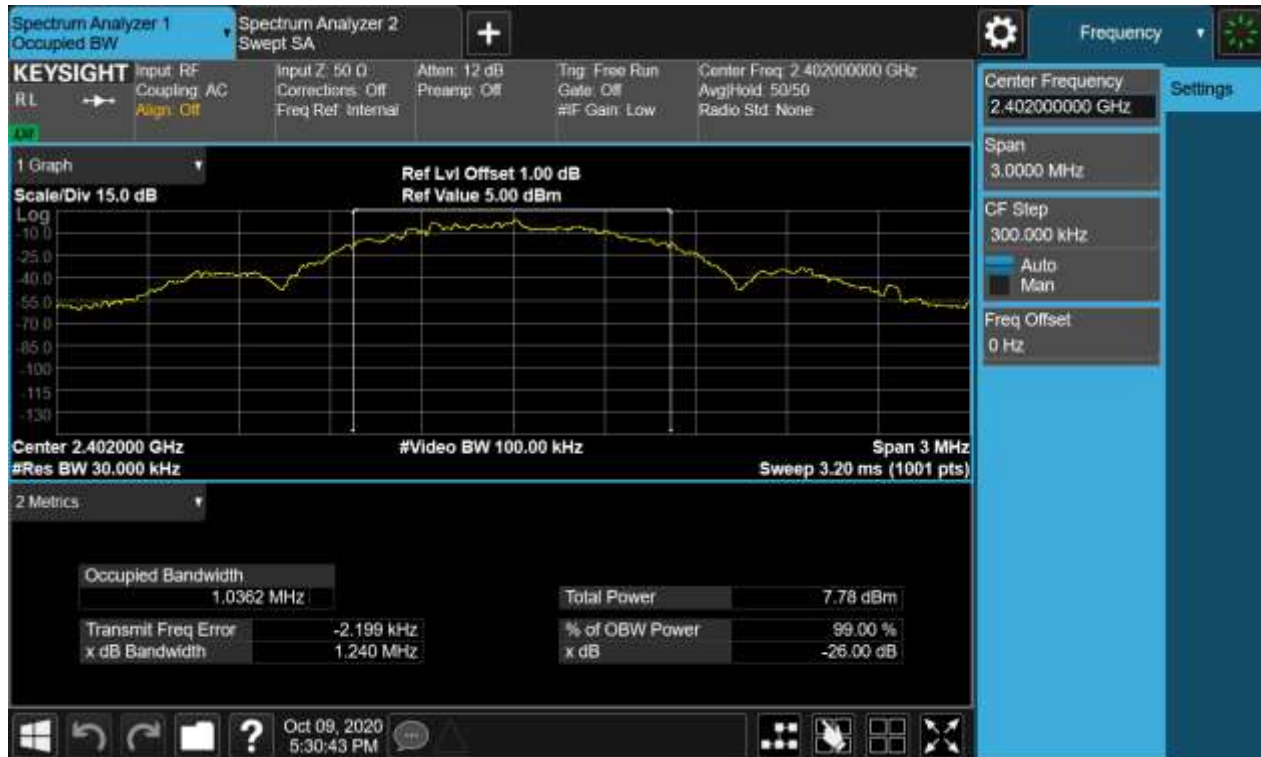 Spectrum Analyzer 1
Occupied BW
Spectrum Analyzer 2
Swept SA
Frequency
KEYSIGHT
RL
Input: RF
Coupling: AC
Align: Off
Input Z: 50 Ω
Corrections: Off
Freq Ref: Internal
Atten: 12 dB
Preamp: Off
Trig: Free Run
Gate: Off
#IF Gain: Low
Center Freq: 2.402000000 GHz
Avg|Hold: 50/50
Radio Std: None
Center Frequency
2.402000000 GHz
Settings
Span
3.0000 MHz
CF Step
300.000 kHz
Auto
Man
Freq Offset
0 Hz
1 Graph
Scale/Div 15.0 dB
Ref Lvl Offset 1.00 dB
Ref Value 5.00 dBm
Log
-10.0
-25.0
-40.0
-55.0
-70.0
-85.0
-100
-115
-130
Center 2.402000 GHz
#Video BW 100.00 kHz
Span 3 MHz
#Res BW 30.000 kHz
Sweep 3.20 ms (1001 pts)
2 Metrics
Occupied Bandwidth
1.0362 MHz
Total Power 7.78 dBm
Transmit Freq Error -2.199 kHz
% of OBW Power 99.00 %
x dB Bandwidth 1.240 MHz
x dB -26.00 dB
?
Oct 09, 2020
5:30:43 PM